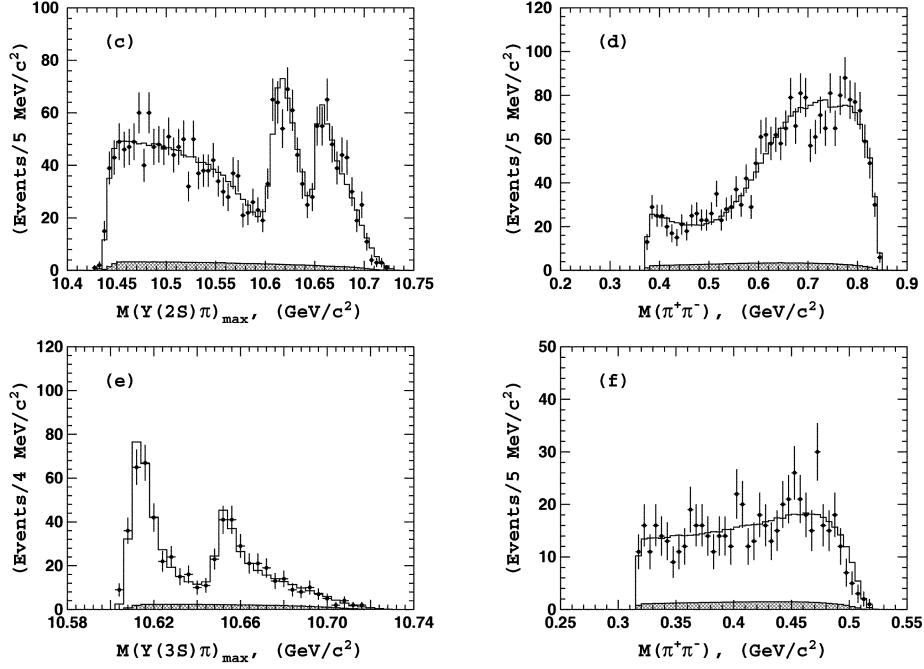 (c)
(Events/5 MeV/c²)
100
80
60
40
20
0
10.4 10.45 10.5 10.55 10.6 10.65 10.7 10.75
M(Y(2S)π)max, (GeV/c²)
(d)
(Events/5 MeV/c²)
120
100
80
60
40
20
0
0.2 0.3 0.4 0.5 0.6 0.7 0.8 0.9
M(π⁺π⁻), (GeV/c²)
(e)
(Events/4 MeV/c²)
120
100
80
60
40
20
0
10.58 10.62 10.66 10.7 10.74
M(Y(3S)π)max, (GeV/c²)
(f)
(Events/5 MeV/c²)
50
40
30
20
10
0
0.25 0.3 0.35 0.4 0.45 0.5 0.55
M(π⁺π⁻), (GeV/c²)